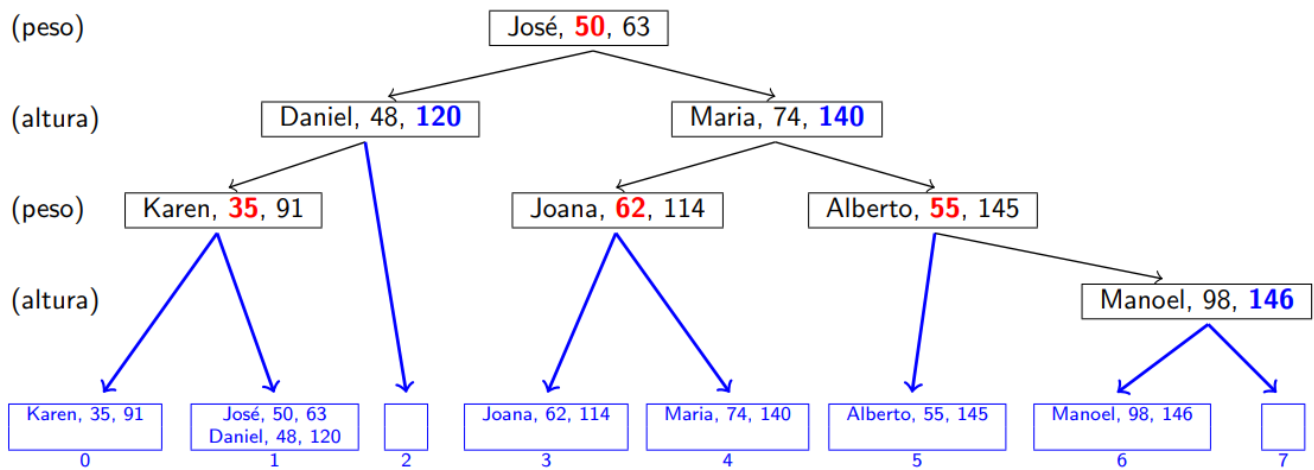 (peso) José, 50, 63
(altura) Daniel, 48, 120 Maria, 74, 140
(peso) Karen, 35, 91 Joana, 62, 114 Alberto, 55, 145
(altura) Manoel, 98, 146
Karen, 35, 91 José, 50, 63 Joana, 62, 114 Maria, 74, 140 Alberto, 55, 145 Manoel, 98, 146
Daniel, 48, 120
0 1 2 3 4 5 6 7